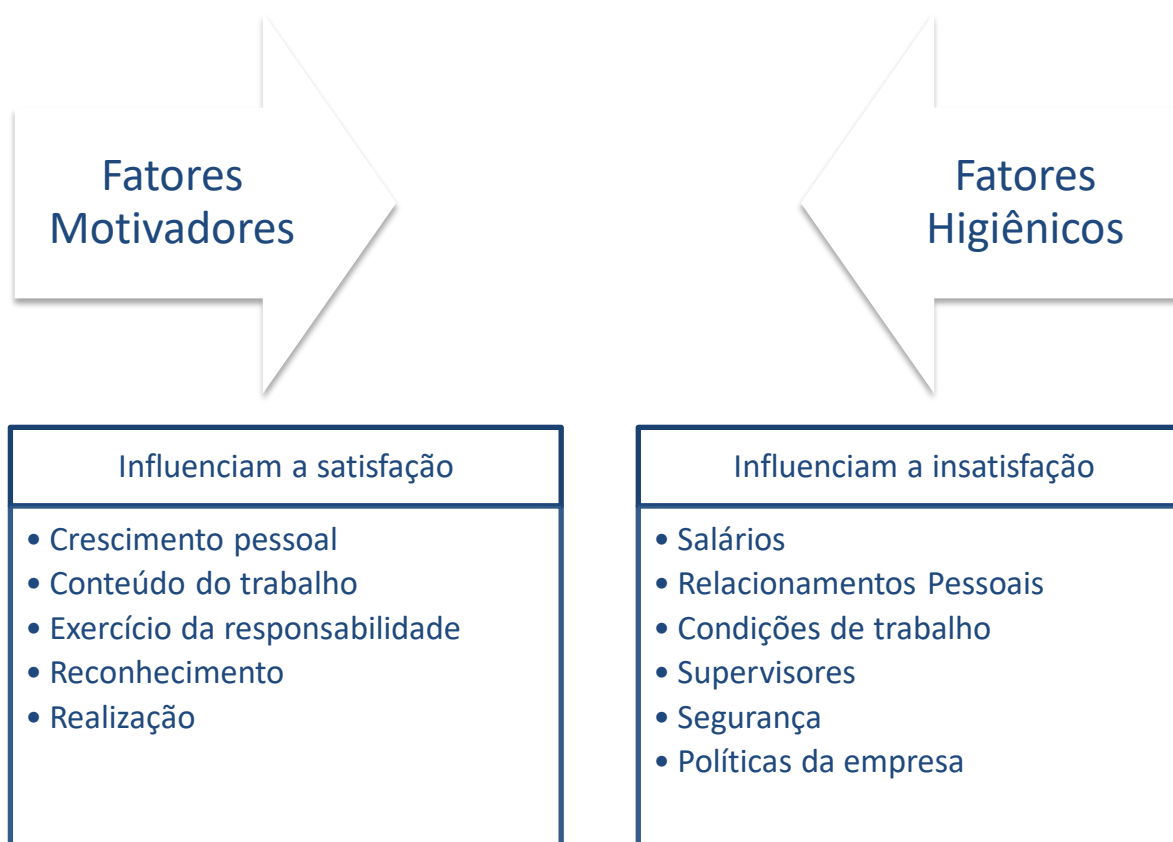 Fatores
Motivadores
Fatores
Higiênicos
Influenciam a satisfação
• Crescimento pessoal
• Conteúdo do trabalho
• Exercício da responsabilidade
• Reconhecimento
• Realização
Influenciam a insatisfação
• Salários
• Relacionamentos Pessoais
• Condições de trabalho
• Supervisores
• Segurança
• Políticas da empresa